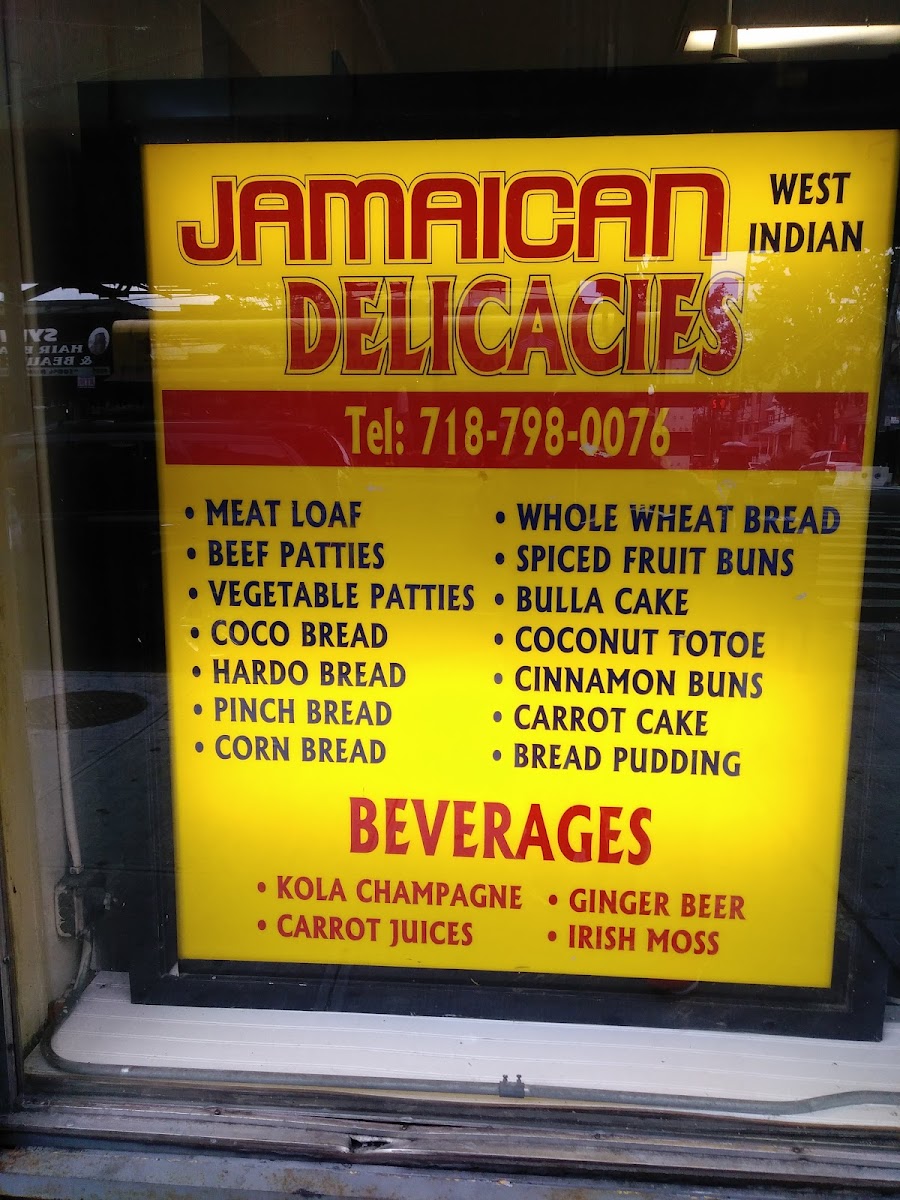 JAMAICAN
WEST
INDIAN
DELICACIES
Tel: 718-798-0076
• MEAT LOAF
• BEEF PATTIES
• VEGETABLE PATTIES
• COCO BREAD
• HARDO BREAD
• PINCH BREAD
• CORN BREAD
• WHOLE WHEAT BREAD
• SPICED FRUIT BUNS
• BULLA CAKE
• COCONUT TOTOE
• CINNAMON BUNS
• CARROT CAKE
• BREAD PUDDING
BEVERAGES
• KOLA CHAMPAGNE
• CARROT JUICES
• GINGER BEER
• IRISH MOSS
HAIR